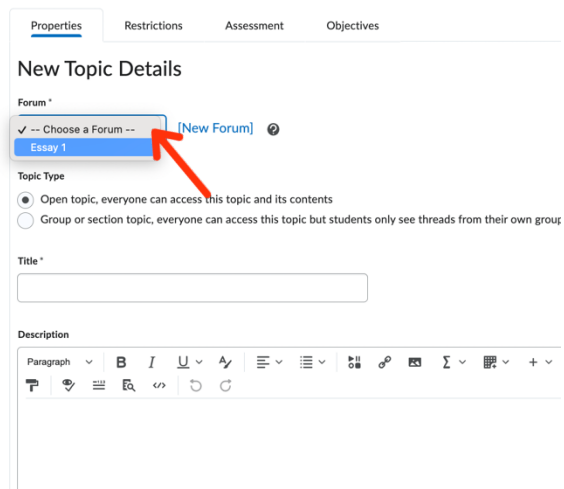 Properties Restrictions Assessment Objectives
New Topic Details
Forum *
✓ -- Choose a Forum -- [New Forum]
Essay 1
Topic Type
Open topic, everyone can access this topic and its contents
Group or section topic, everyone can access this topic but students only see threads from their own group
Title *
Description
Paragraph B I U